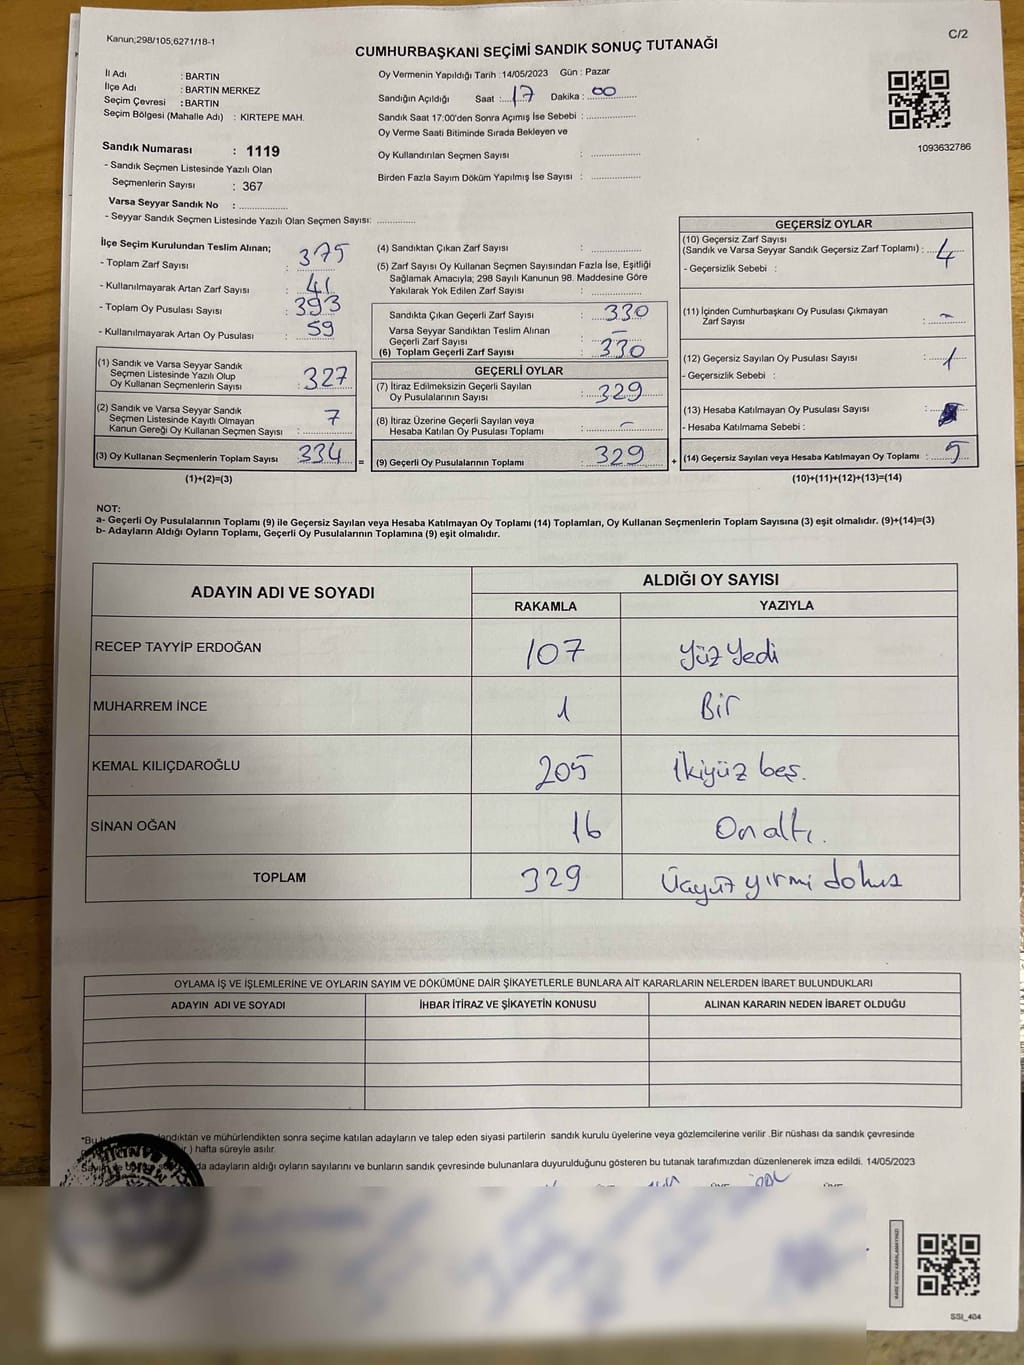 Kanun;298/105;6271/18-1
C/2
CUMHURBAŞKANI SEÇİMİ SANDIK SONUÇ TUTANAĞI
İl Adı : BARTIN
İlçe Adı : BARTIN MERKEZ
Seçim Çevresi : BARTIN
Seçim Bölgesi (Mahalle Adı) : KIRTEPE MAH.
Sandık Numarası : 1119
- Sandık Seçmen Listesinde Yazılı Olan
Seçmenlerin Sayısı : 367
Varsa Seyyar Sandık No :
- Seyyar Sandık Seçmen Listesinde Yazılı Olan Seçmen Sayısı:
Oy Vermenin Yapıldığı Tarih :14/05/2023 Gün : Pazar
Sandığın Açıldığı Saat : 17 Dakika : 00
Sandık Saat 17:00'den Sonra Açımış İse Sebebi :
Oy Verme Saati Bitiminde Sırada Bekleyen ve
Oy Kullandırılan Seçmen Sayısı :
Birden Fazla Sayım Döküm Yapılmış İse Sayısı :
1093632786
İlçe Seçim Kurulundan Teslim Alınan;
- Toplam Zarf Sayısı : 375
- Kullanılmayarak Artan Zarf Sayısı : 41
- Toplam Oy Pusulası Sayısı : 393
- Kullanılmayarak Artan Oy Pusulası : 59
(1) Sandık ve Varsa Seyyar Sandık
Seçmen Listesinde Yazılı Olup
Oy Kullanan Seçmenlerin Sayısı : 327
(2) Sandık ve Varsa Seyyar Sandık
Seçmen Listesinde Kayıtlı Olmayan
Kanun Gereği Oy Kullanan Seçmen Sayısı : 7
(3) Oy Kullanan Seçmenlerin Toplam Sayısı : 334 =
(1)+(2)=(3)
(4) Sandıktan Çıkan Zarf Sayısı :
(5) Zarf Sayısı Oy Kullanan Seçmen Sayısından Fazla İse, Eşitliği
Sağlamak Amacıyla; 298 Sayılı Kanunun 98. Maddesine Göre
Yakılarak Yok Edilen Zarf Sayısı :
Sandıkta Çıkan Geçerli Zarf Sayısı : 330
Varsa Seyyar Sandıktan Teslim Alınan
Geçerli Zarf Sayısı : –
(6) Toplam Geçerli Zarf Sayısı : 330
GEÇERLİ OYLAR
(7) İtiraz Edilmeksizin Geçerli Sayılan
Oy Pusulalarının Sayısı : 329
(8) İtiraz Üzerine Geçerli Sayılan veya
Hesaba Katılan Oy Pusulası Toplamı : –
(9) Geçerli Oy Pusulalarının Toplamı : 329 +
GEÇERSİZ OYLAR
(10) Geçersiz Zarf Sayısı
(Sandık ve Varsa Seyyar Sandık Geçersiz Zarf Toplamı) : 4
- Geçersizlik Sebebi :
(11) İçinden Cumhurbaşkanı Oy Pusulası Çıkmayan
Zarf Sayısı : –
(12) Geçersiz Sayılan Oy Pusulası Sayısı : 1
- Geçersizlik Sebebi :
(13) Hesaba Katılmayan Oy Pusulası Sayısı :
- Hesaba Katılmama Sebebi :
(14) Geçersiz Sayılan veya Hesaba Katılmayan Oy Toplamı : 5
(10)+(11)+(12)+(13)=(14)
NOT:
a- Geçerli Oy Pusulalarının Toplamı (9) ile Geçersiz Sayılan veya Hesaba Katılmayan Oy Toplamı (14) Toplamları, Oy Kullanan Seçmenlerin Toplam Sayısına (3) eşit olmalıdır. (9)+(14)=(3)
b- Adayların Aldığı Oyların Toplamı, Geçerli Oy Pusulalarının Toplamına (9) eşit olmalıdır.
ADAYIN ADI VE SOYADI
ALDIĞI OY SAYISI
RAKAMLA YAZIYLA
RECEP TAYYİP ERDOĞAN 107 Yüz Yedi
MUHARREM İNCE 1 Bir
KEMAL KILIÇDAROĞLU 205 İkiyüz beş.
SİNAN OĞAN 16 On altı.
TOPLAM 329 Üçyüz yirmi dokuz
OYLAMA İŞ VE İŞLEMLERİNE VE OYLARIN SAYIM VE DÖKÜMÜNE DAİR ŞİKAYETLERLE BUNLARA AİT KARARLARIN NELERDEN İBARET BULUNDUKLARI
ADAYIN ADI VE SOYADI İHBAR İTİRAZ VE ŞİKAYETİN KONUSU ALINAN KARARIN NEDEN İBARET OLDUĞU
*Bu ve mühürlendikten sonra seçime katılan adayların ve talep eden siyasi partilerin sandık kurulu üyelerine veya gözlemcilerine verilir .Bir nüshası da sandık çevresinde
) hafta süreyle asılır.
adayların aldığı oyların sayılarını ve bunların sandık çevresinde bulunanlara duyurulduğunu gösteren bu tutanak tarafımızdan düzenlenerek imza edildi. 14/05/2023
SSI_404